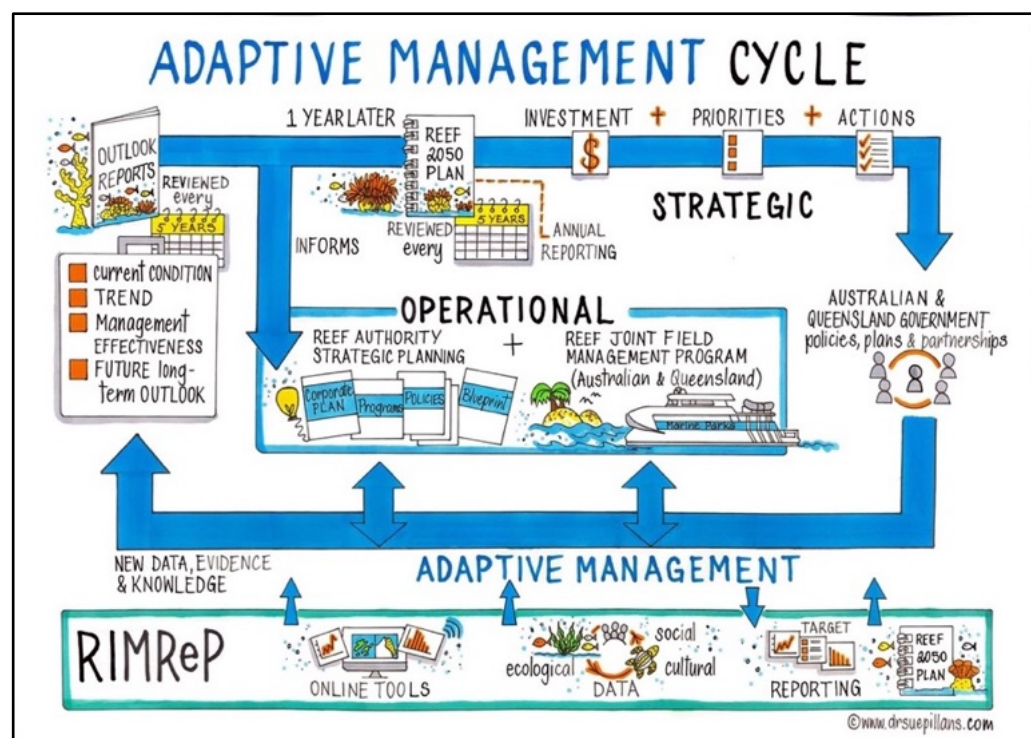 ADAPTIVE MANAGEMENT CYCLE
OUTLOOK
REPORTS
REVIEWED
every
5 YEARS
current CONDITION
TREND
Management
EFFECTIVENESS
FUTURE long-
term OUTLOOK
1 YEAR LATER
REEF
2050
PLAN
REVIEWED
every
5 YEARS
ANNUAL
REPORTING
INFORMS
INVESTMENT + PRIORITIES + ACTIONS
$
STRATEGIC
AUSTRALIAN &
QUEENSLAND GOVERNMENT
policies, plans & partnerships
OPERATIONAL
REEF AUTHORITY
STRATEGIC PLANNING
+
REEF JOINT FIELD
MANAGEMENT PROGRAM
(Australian & Queensland)
Corporate
PLAN
Programs
POLICIES
Blueprint
Marine Parks
NEW DATA, EVIDENCE
& KNOWLEDGE
ADAPTIVE MANAGEMENT
RIMReP
ONLINE TOOLS
ecological
social
cultural
DATA
TARGET
REPORTING
REEF
2050
PLAN
©www.drsuepillans.com